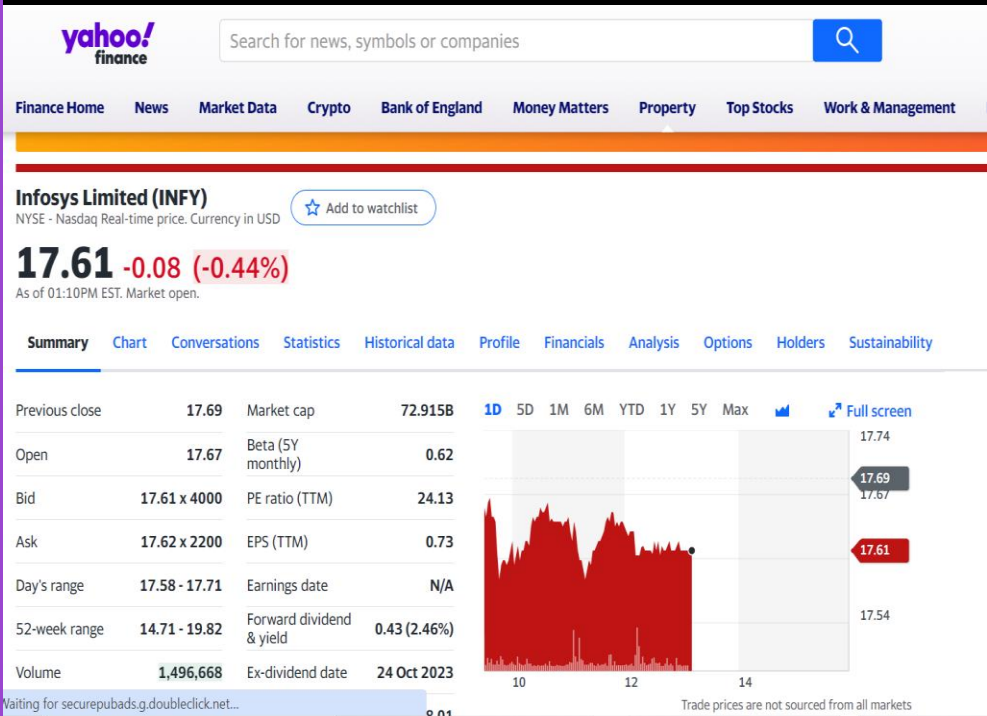 yahoo!
finance
Search for news, symbols or companies
Finance Home News Market Data Crypto Bank of England Money Matters Property Top Stocks Work & Management
Infosys Limited (INFY)
NYSE - Nasdaq Real-time price. Currency in USD
Add to watchlist
17.61 -0.08 (-0.44%)
As of 01:10PM EST. Market open.
Summary Chart Conversations Statistics Historical data Profile Financials Analysis Options Holders Sustainability
Previous close 17.69
Open 17.67
Bid 17.61 x 4000
Ask 17.62 x 2200
Day's range 17.58 - 17.71
52-week range 14.71 - 19.82
Volume 1,496,668
Market cap 72.915B
Beta (5Y
monthly) 0.62
PE ratio (TTM) 24.13
EPS (TTM) 0.73
Earnings date N/A
Forward dividend
& yield 0.43 (2.46%)
Ex-dividend date 24 Oct 2023
1D 5D 1M 6M YTD 1Y 5Y Max Full screen
17.74
17.69
17.67
17.61
17.54
10 12 14
Trade prices are not sourced from all markets
Waiting for securepubads.g.doubleclick.net...